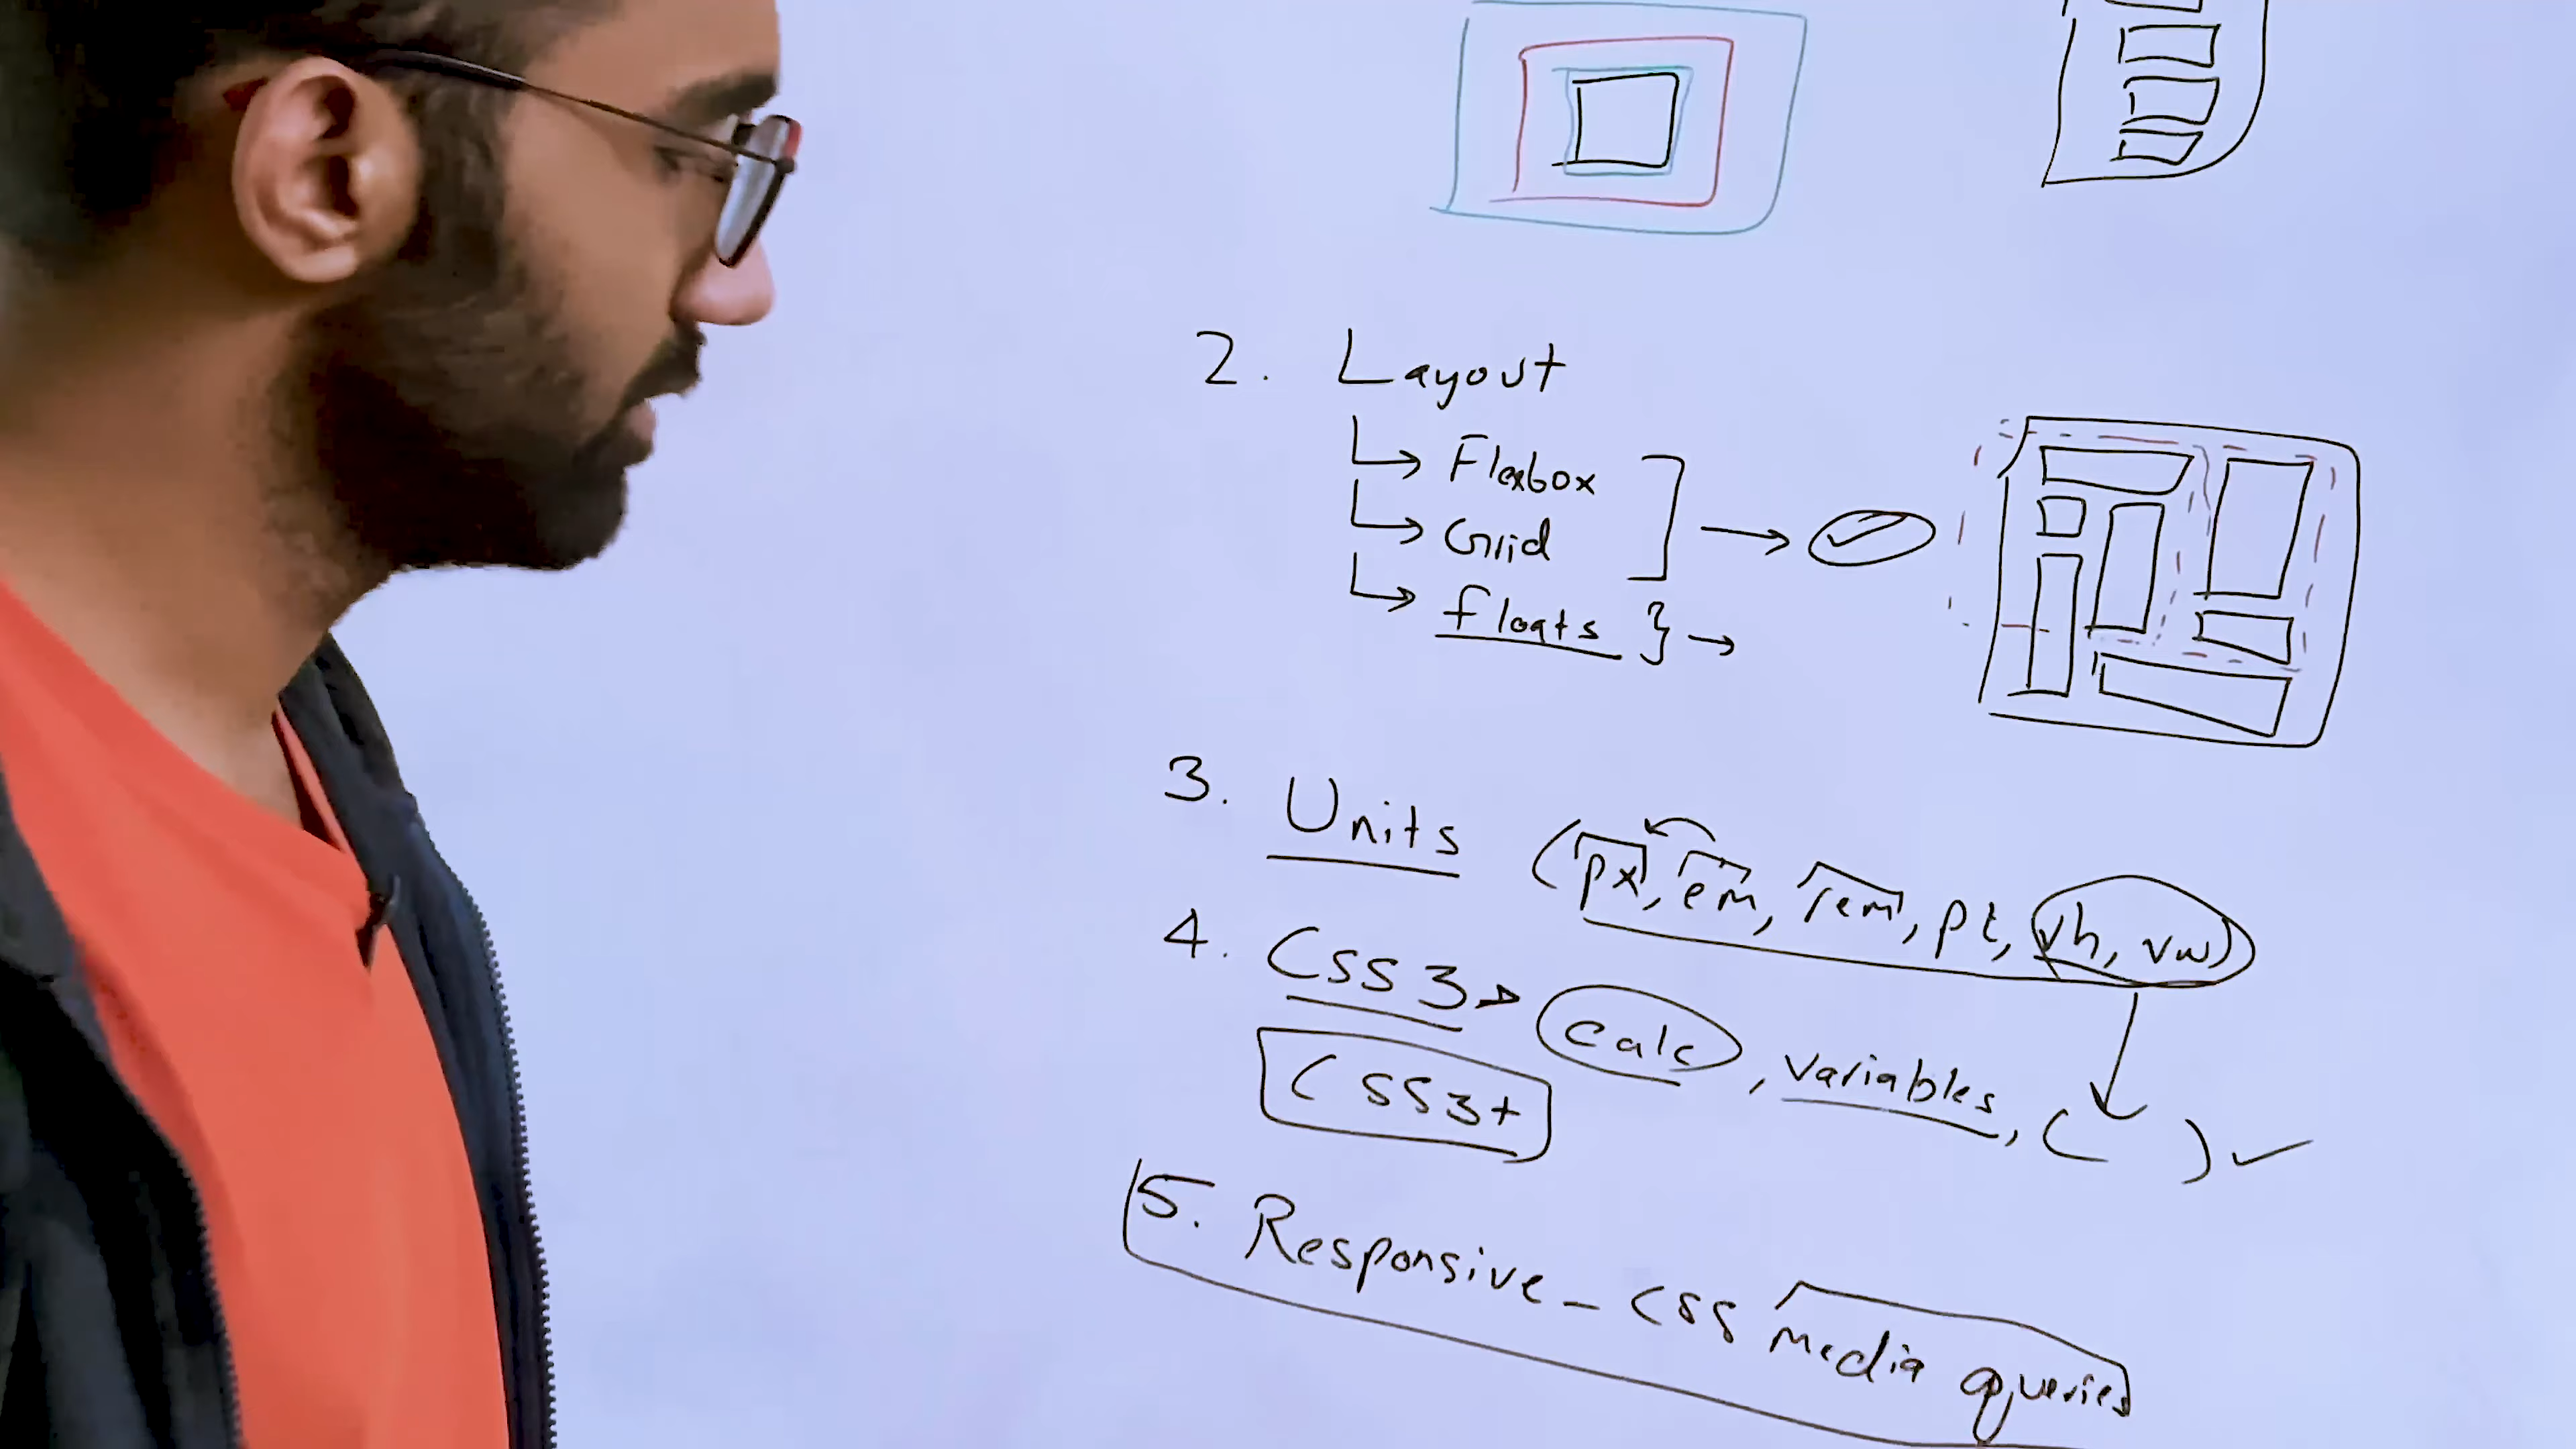 2. Layout
Flexbox
Grid
floats } →
3. Units (px, em, rem, pt, vh, vw)
4. CSS3 → calc, variables, ( ) ✓
CSS3+
5. Responsive - CSS media queries